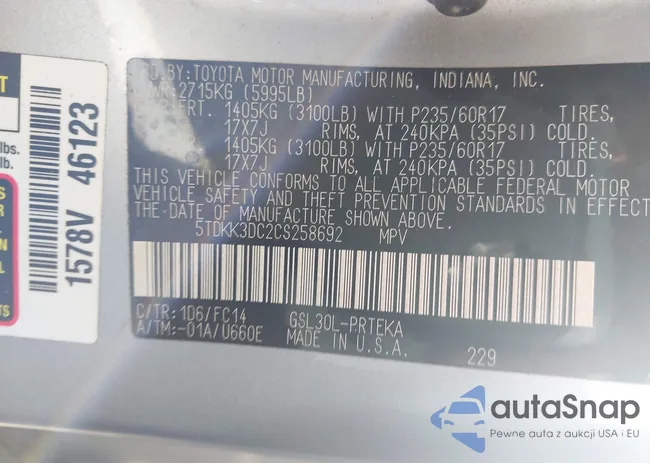 T
lbs.
lb.
1578V 46123
BY: TOYOTA MOTOR MANUFACTURING, INDIANA, INC.
2715KG (5995LB)
1405KG (3100LB) WITH P235/60R17 TIRES,
17X7J RIMS, AT 240KPA (35PSI) COLD.
1405KG (3100LB) WITH P235/60R17 TIRES,
17X7J RIMS, AT 240KPA (35PSI) COLD.
THIS VEHICLE CONFORMS TO ALL APPLICABLE FEDERAL MOTOR
VEHICLE SAFETY AND THEFT PREVENTION STANDARDS IN EFFECT
THE DATE OF MANUFACTURE SHOWN ABOVE.
5TDKK3DC2CS258692 MPV
C/TR: 1D6/FC14 GSL30L-PRTEKA
A/TM:-01A/U660E MADE IN U.S.A. 229
autaSnap
Pewne auta z aukcji USA i EU